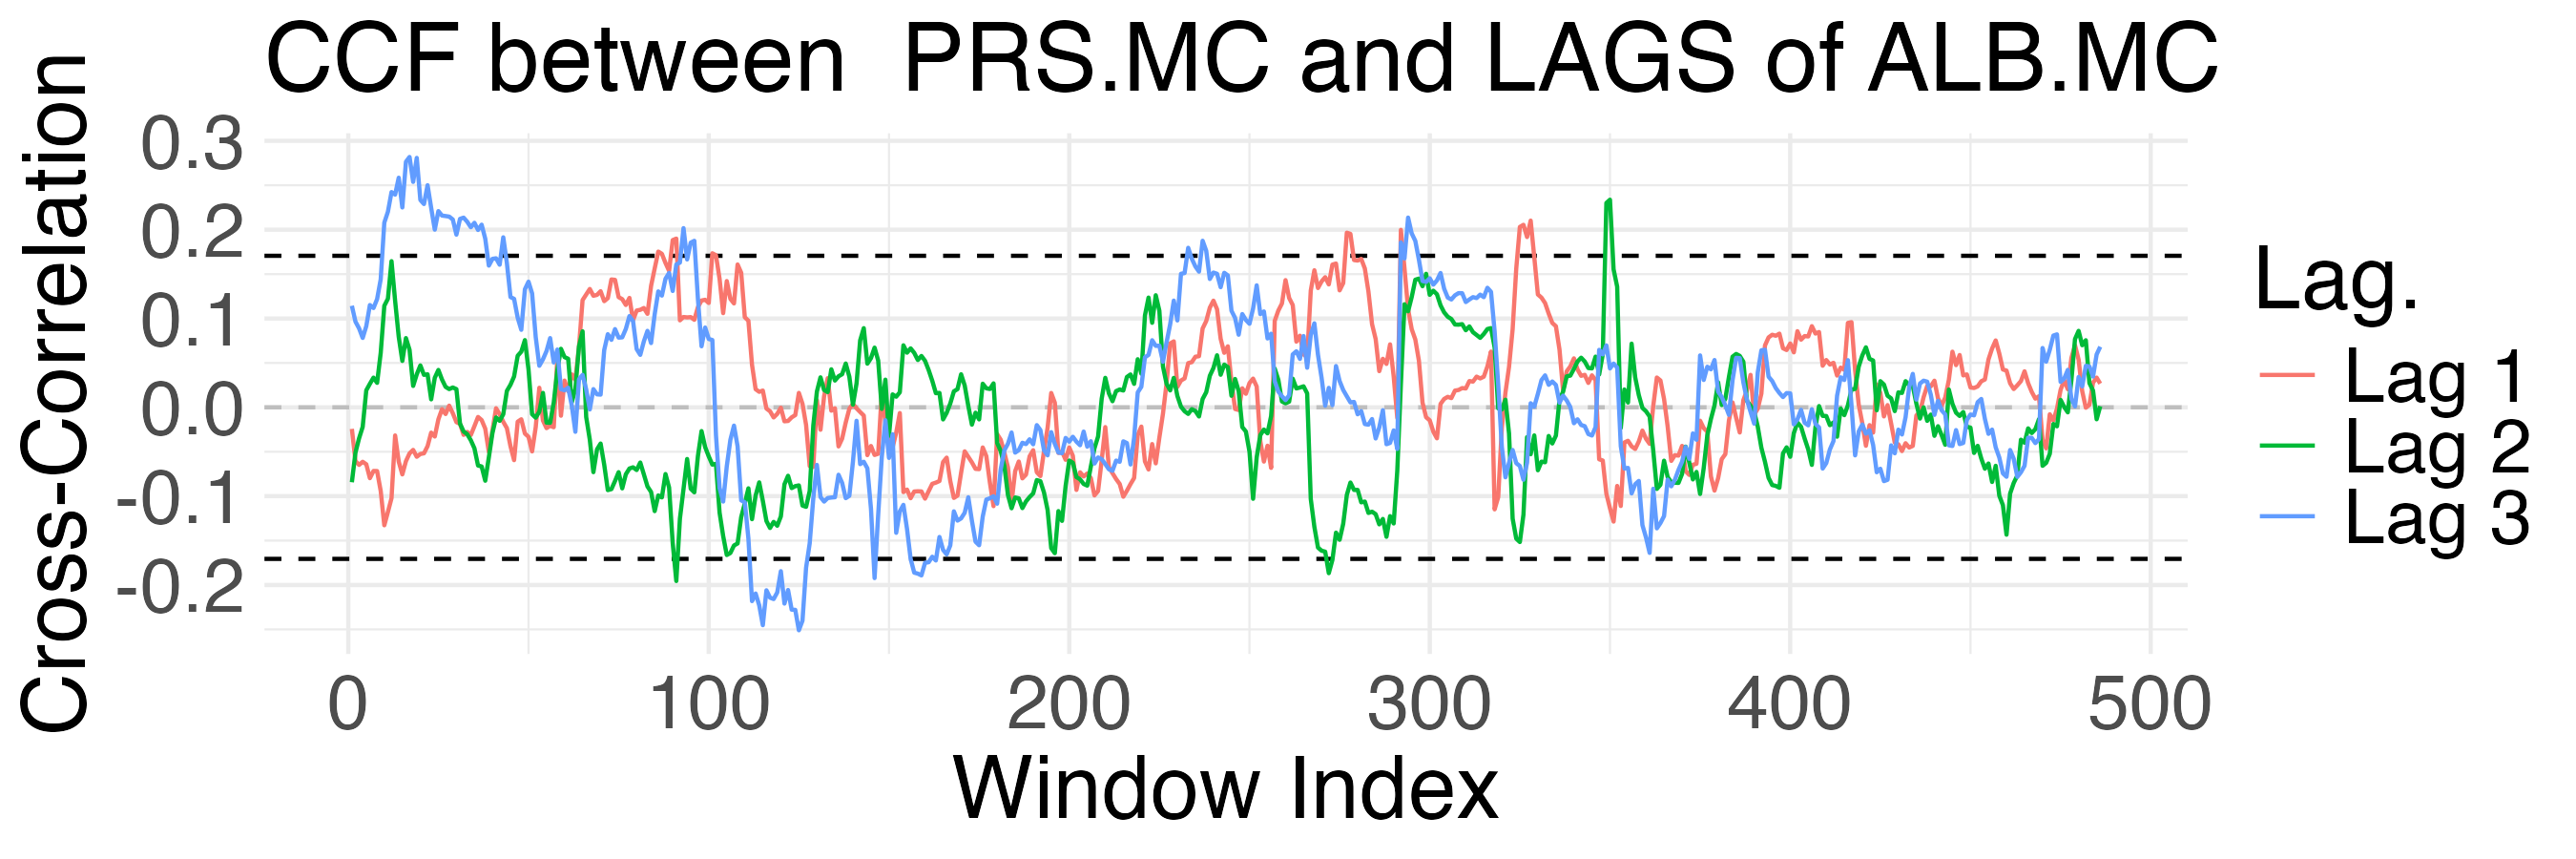 CCF between  PRS.MC and LAGS of ALB.MC
Cross-Correlation
0.3
0.2
0.1
0.0
-0.1
-0.2
0 100 200 300 400 500
Window Index
Lag.
Lag 1
Lag 2
Lag 3